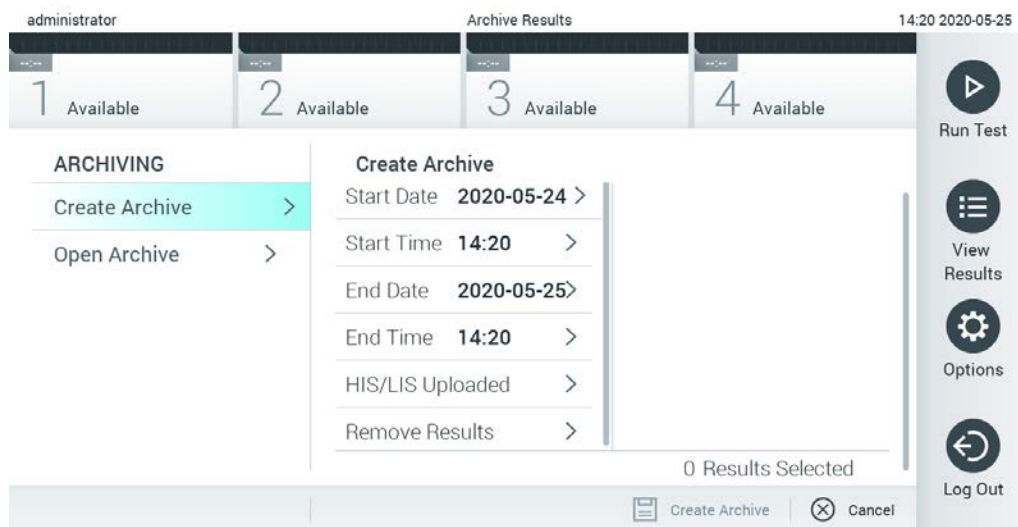 administrator
Archive Results
14:20 2020-05-25
--:--
1 Available
--:--
2 Available
--:--
3 Available
--:--
4 Available
ARCHIVING
Create Archive
Open Archive
Create Archive
Start Date 2020-05-24
Start Time 14:20
End Date 2020-05-25
End Time 14:20
HIS/LIS Uploaded
Remove Results
0 Results Selected
Create Archive
Cancel
Run Test
View
Results
Options
Log Out